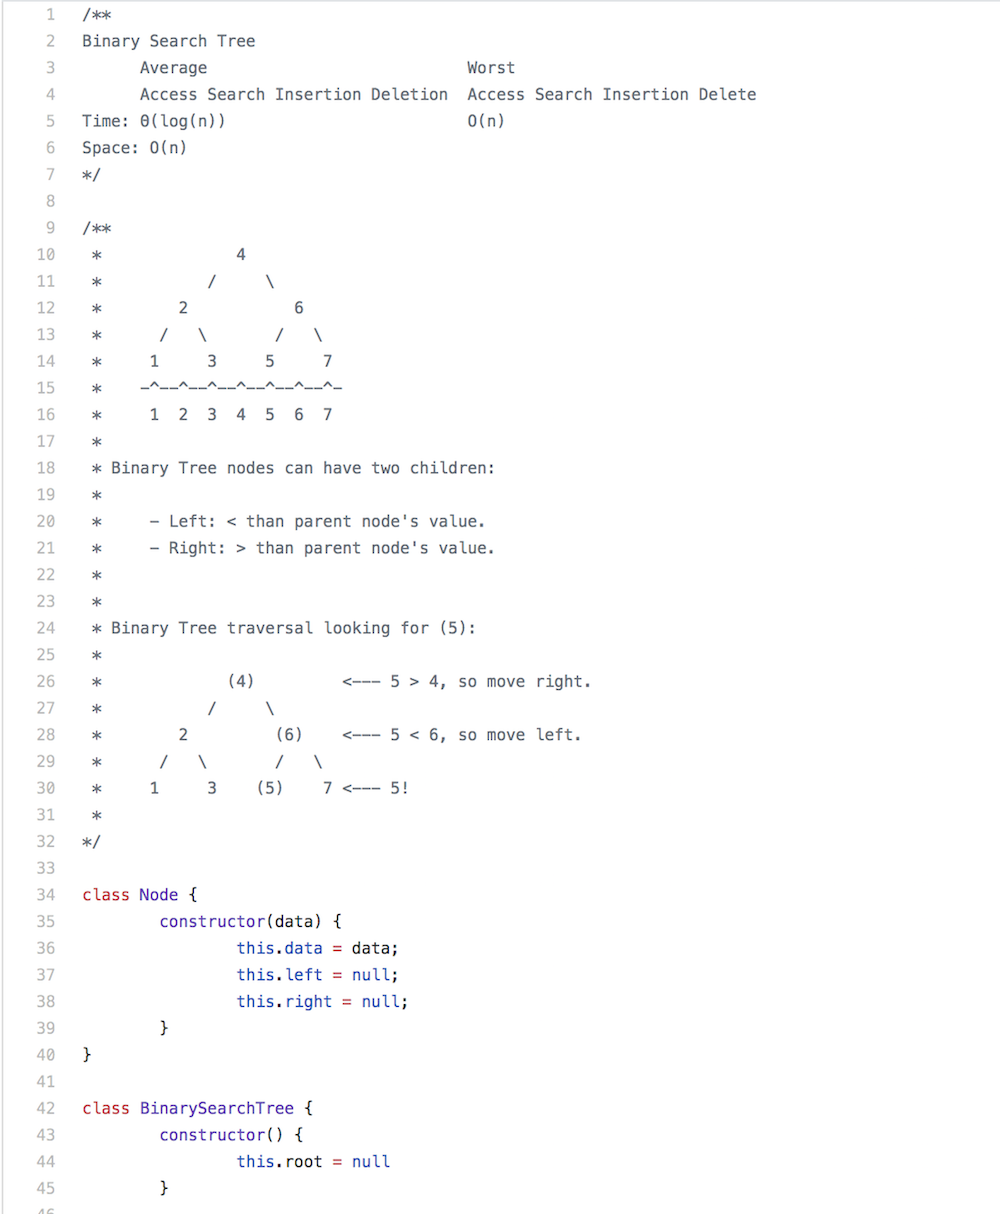 1 /**
2 Binary Search Tree
3       Average                           Worst
4       Access Search Insertion Deletion  Access Search Insertion Delete
5 Time: θ(log(n))                         O(n)
6 Space: O(n)
7 */
8
9 /**
10  *              4
11  *           /     \
12  *        2           6
13  *      /   \       /   \
14  *     1     3     5     7
15  *    -^--^--^--^--^--^--^-
16  *     1  2  3  4  5  6  7
17  *
18  * Binary Tree nodes can have two children:
19  *
20  *     - Left: < than parent node's value.
21  *     - Right: > than parent node's value.
22  *
23  *
24  * Binary Tree traversal looking for (5):
25  *
26  *             (4)         <--- 5 > 4, so move right.
27  *           /     \
28  *        2         (6)    <--- 5 < 6, so move left.
29  *      /   \       /   \
30  *     1     3    (5)    7 <--- 5!
31  *
32 */
33
34 class Node {
35         constructor(data) {
36                 this.data = data;
37                 this.left = null;
38                 this.right = null;
39         }
40 }
41
42 class BinarySearchTree {
43         constructor() {
44                 this.root = null
45         }